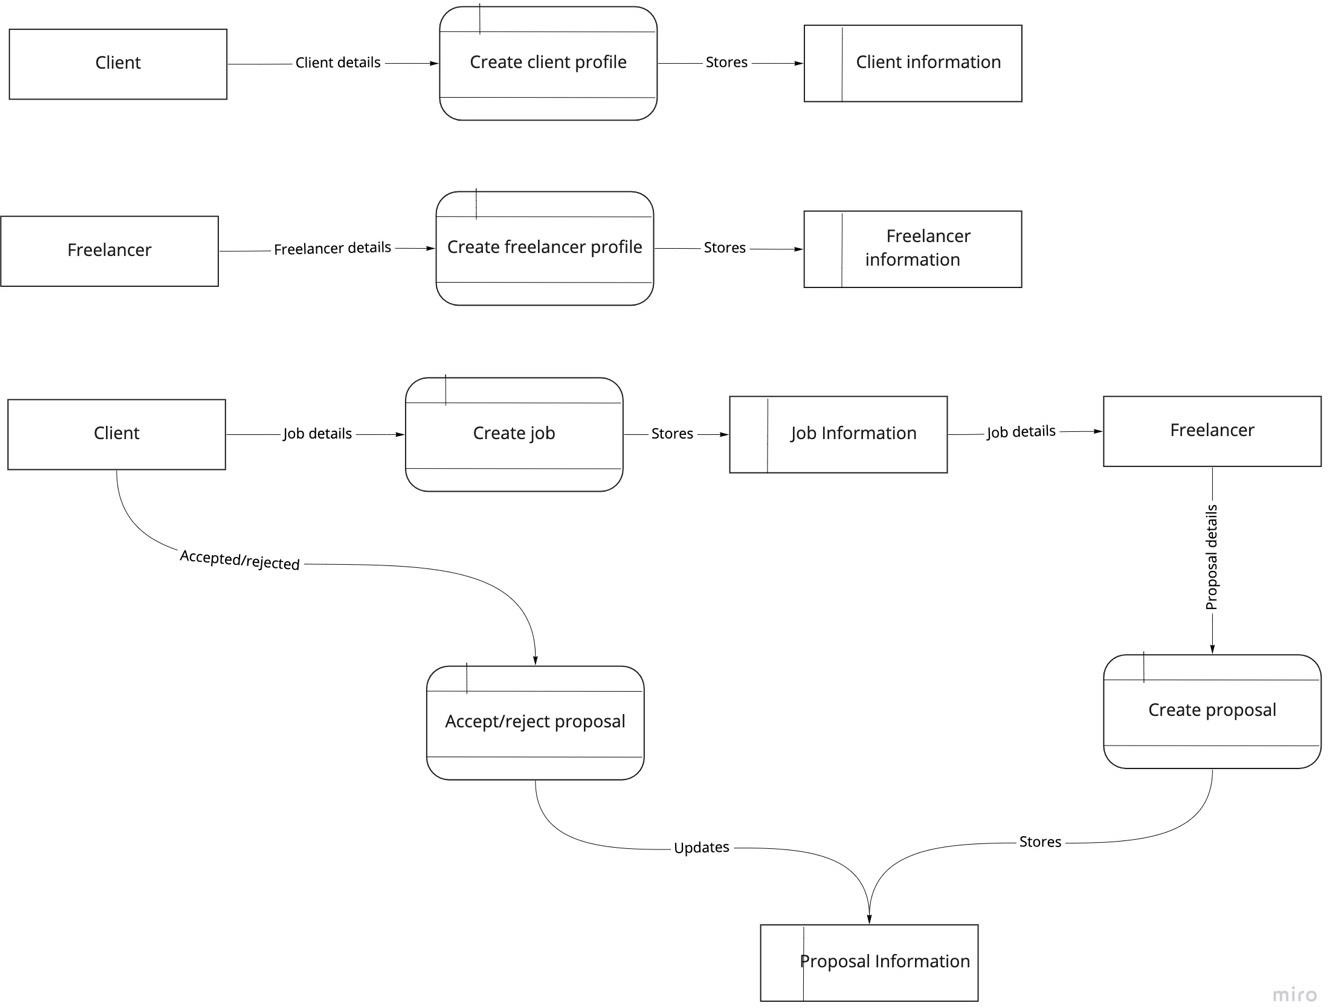 Client
Client details
Create client profile
Stores
Client information
Freelancer
Freelancer details
Create freelancer profile
Stores
Freelancer
information
Client
Job details
Create job
Stores
Job Information
Job details
Freelancer
Accepted/rejected
Proposal details
Accept/reject proposal
Create proposal
Updates
Stores
Proposal Information
miro